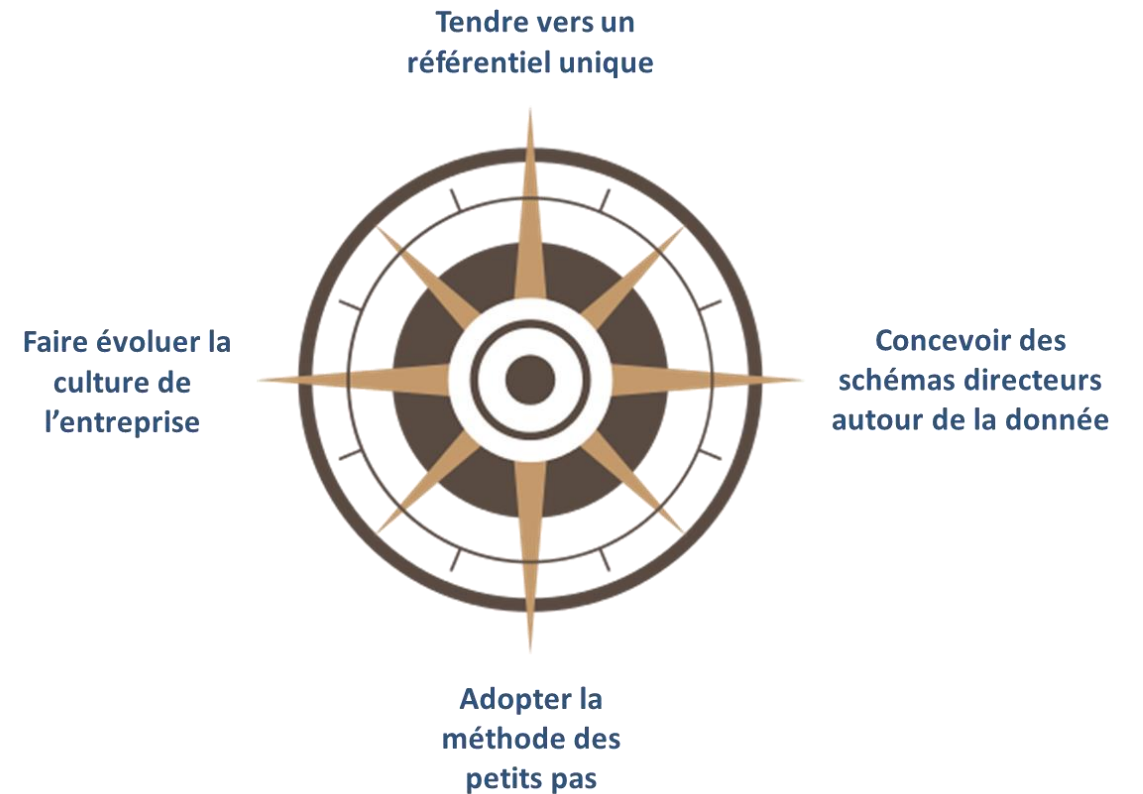 Tendre vers un
référentiel unique
Faire évoluer la
culture de
l’entreprise
Concevoir des
schémas directeurs
autour de la donnée
Adopter la
méthode des
petits pas